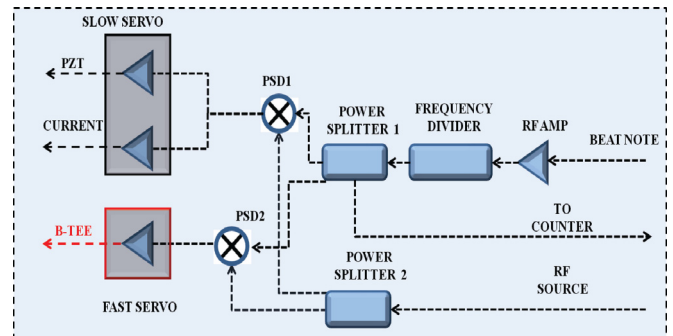 SLOW SERVO
PZT
PSD1
POWER
SPLITTER 1
FREQUENCY
DIVIDER
RF AMP
BEAT NOTE
CURRENT
PSD2
TO
COUNTER
B-TEE
POWER
SPLITTER 2
RF
SOURCE
FAST SERVO